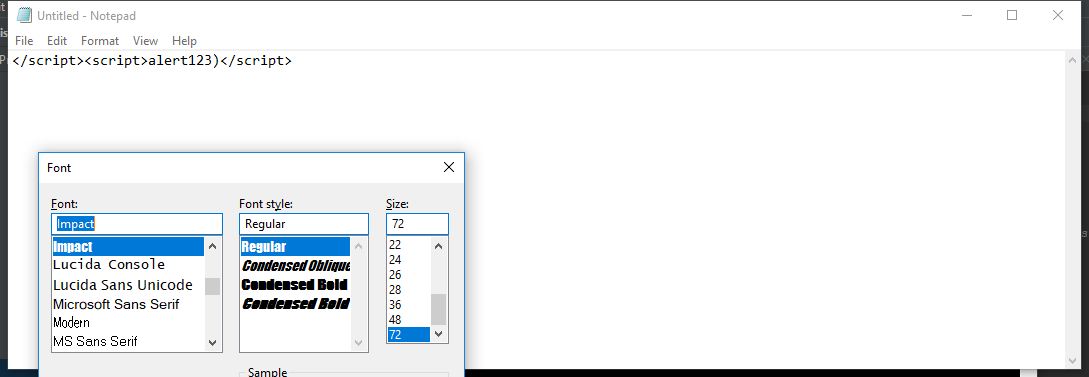 Untitled - Notepad
File Edit Format View Help
</script><script>alert123)</script>
Font
Font: Font style: Size:
Impact Regular 72
Impact Regular 22
Lucida Console Condensed Oblique 24
Lucida Sans Unicode Condensed Bold 26
Microsoft Sans Serif Condensed Bold 28
Modern 36
MS Sans Serif 48
72
Sample